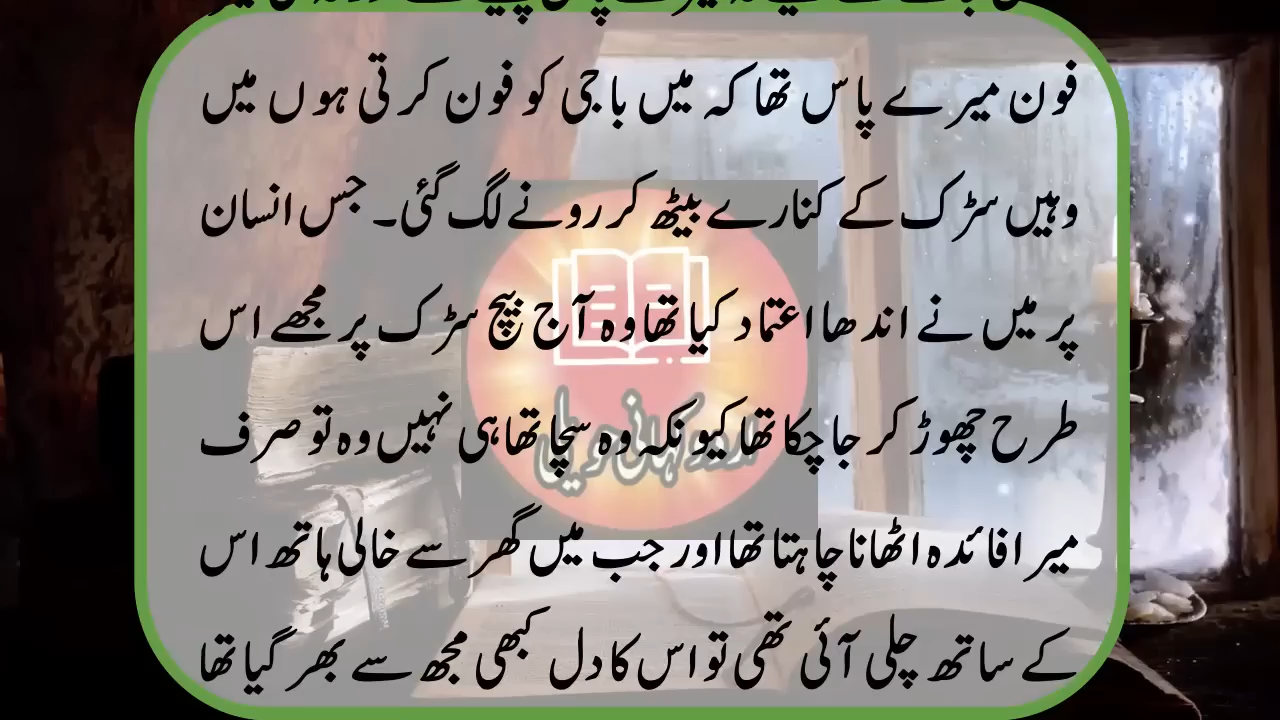 فون میرے پاس تھا کہ میں باجی کو فون کرتی ہوں میں
وہیں سڑک کے کنارے بیٹھ کر رونے لگ گئی۔ جس انسان
پر میں نے اندھا اعتماد کیا تھا وہ آج بیچ سڑک پر مجھے اس
طرح چھوڑ کر جا چکا تھا کیونکہ وہ سچا تھا ہی نہیں وہ تو صرف
میرا فائدہ اٹھانا چاہتا تھا اور جب میں گھر سے خالی ہاتھ اس
کے ساتھ چلی آئی تھی تو اس کا دل کبھی مجھ سے بھر گیا تھا